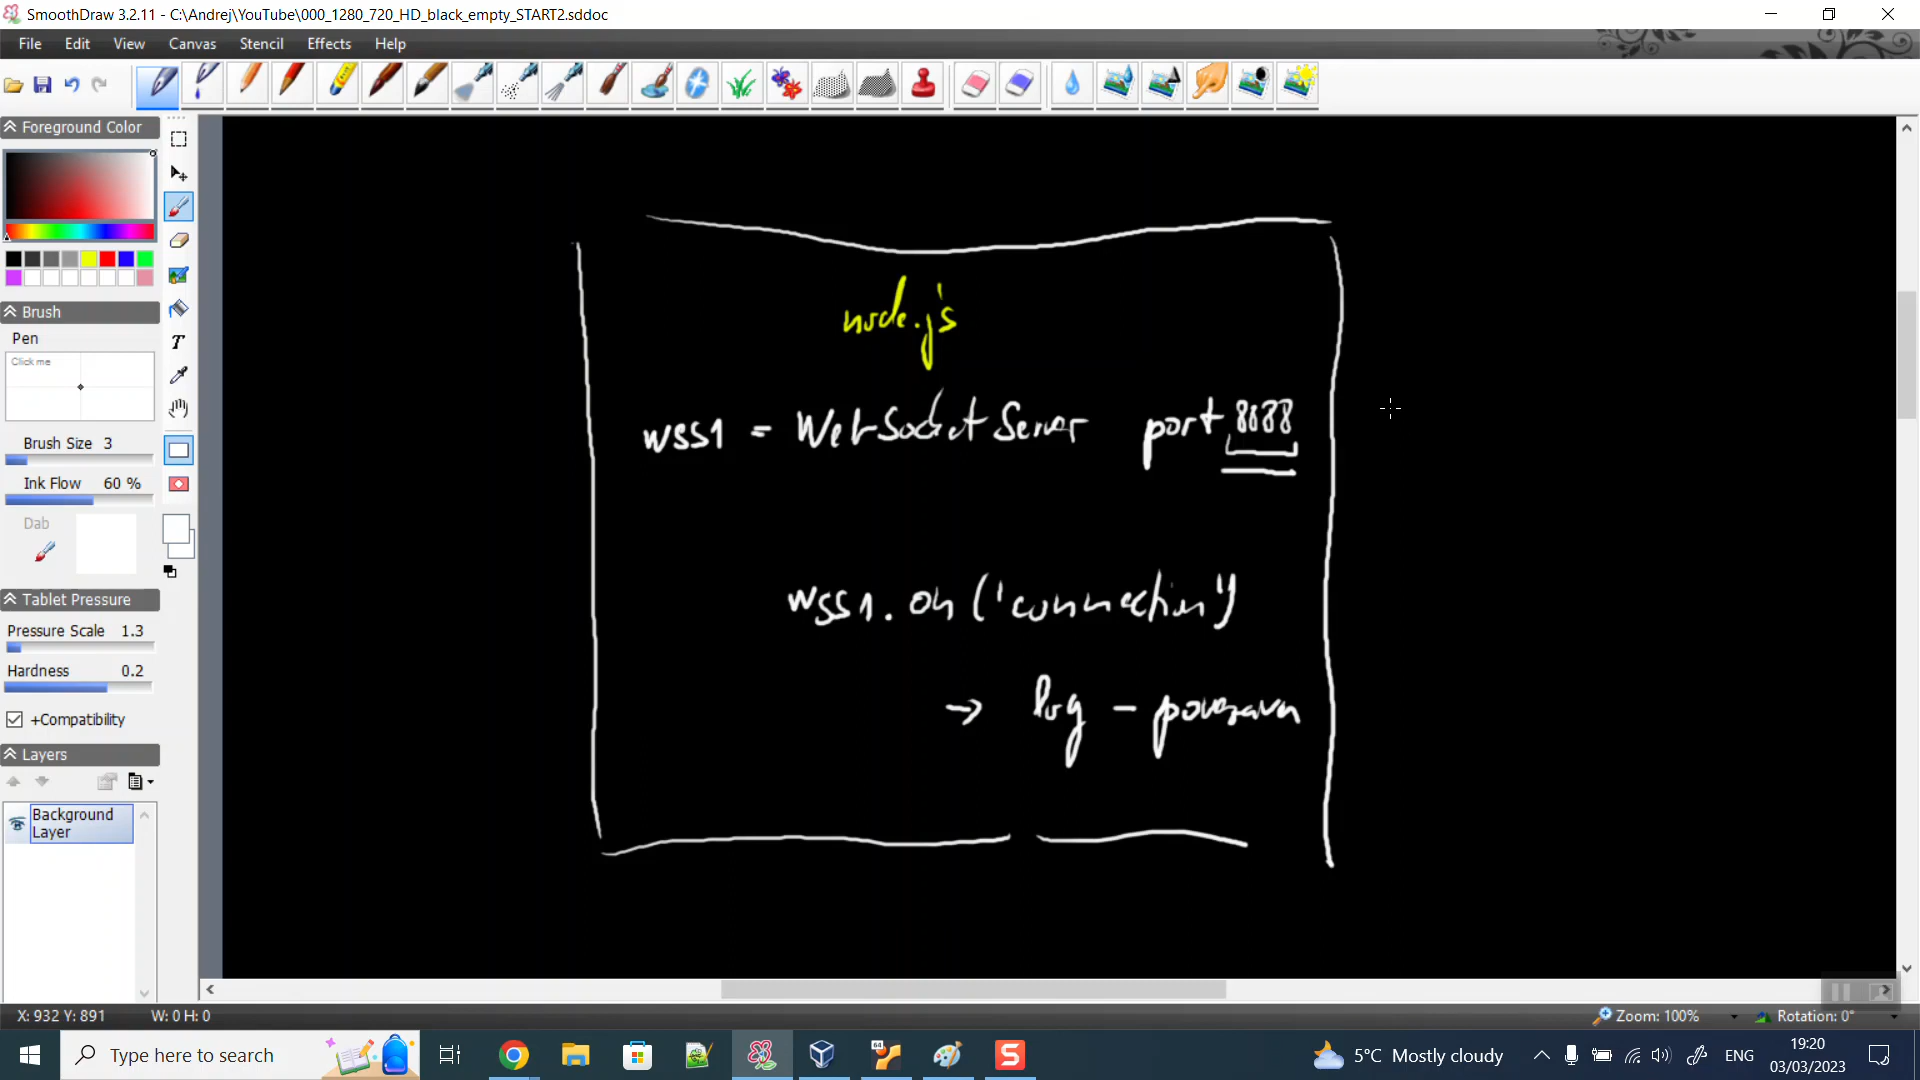 SmoothDraw 3.2.11 - C:\Andrej\YouTube\000_1280_720_HD_black_empty_START2.sddoc
File Edit View Canvas Stencil Effects Help
Foreground Color
Brush
Pen
Click me
Brush Size 3
Ink Flow 60 %
Dab
Tablet Pressure
Pressure Scale 1.3
Hardness 0.2
+Compatibility
Layers
Background Layer
node.js
wss1 = WebSocket Server port 8888
wss1.on('connection')
→ log - povezava
X: 932 Y: 891 W: 0 H: 0
Zoom: 100% Rotation: 0°
Type here to search
5°C Mostly cloudy
ENG
19:20
03/03/2023